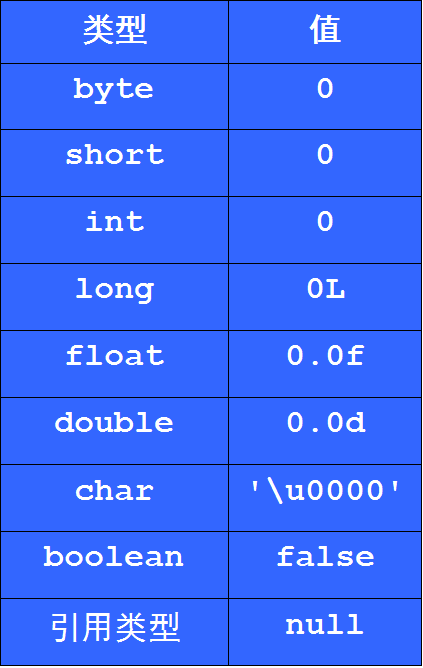 类型 值
byte 0
short 0
int 0
long 0L
float 0.0f
double 0.0d
char '\u0000'
boolean false
引用类型 null